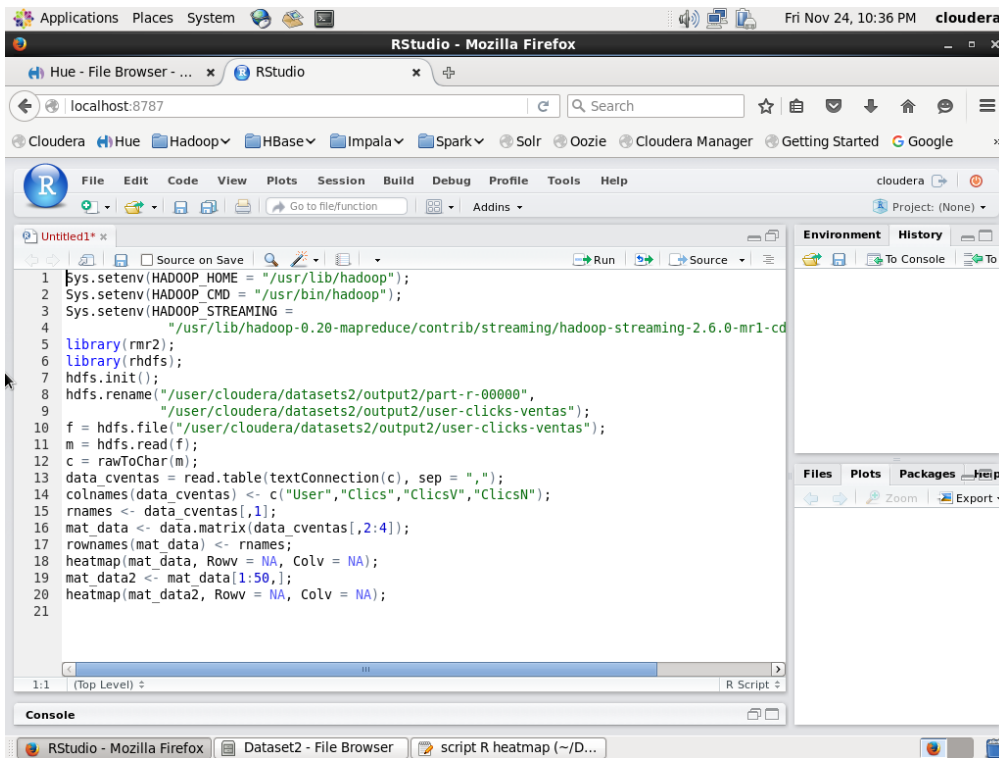 Applications Places System Fri Nov 24, 10:36 PM cloudera
RStudio - Mozilla Firefox
Hue - File Browser - ... × RStudio ×
localhost:8787 Search
Cloudera Hue Hadoop HBase Impala Spark Solr Oozie Cloudera Manager Getting Started Google »
R File Edit Code View Plots Session Build Debug Profile Tools Help cloudera
Go to file/function Addins Project: (None)
Untitled1* × Environment History
Source on Save Run Source To Console To
1 Sys.setenv(HADOOP_HOME = "/usr/lib/hadoop");
2 Sys.setenv(HADOOP_CMD = "/usr/bin/hadoop");
3 Sys.setenv(HADOOP_STREAMING =
4 "/usr/lib/hadoop-0.20-mapreduce/contrib/streaming/hadoop-streaming-2.6.0-mr1-cd
5 library(rmr2);
6 library(rhdfs);
7 hdfs.init();
8 hdfs.rename("/user/cloudera/datasets2/output2/part-r-00000",
9 "/user/cloudera/datasets2/output2/user-clicks-ventas");
10 f = hdfs.file("/user/cloudera/datasets2/output2/user-clicks-ventas");
11 m = hdfs.read(f);
12 c = rawToChar(m);
13 data_cventas = read.table(textConnection(c), sep = ",");
14 colnames(data_cventas) <- c("User","Clics","ClicsV","ClicsN");
15 rnames <- data_cventas[,1];
16 mat_data <- data.matrix(data_cventas[,2:4]);
17 rownames(mat_data) <- rnames;
18 heatmap(mat_data, Rowv = NA, Colv = NA);
19 mat_data2 <- mat_data[1:50,];
20 heatmap(mat_data2, Rowv = NA, Colv = NA);
21
Files Plots Packages Help
Zoom Export
1:1 (Top Level) R Script
Console
RStudio - Mozilla Firefox Dataset2 - File Browser script R heatmap (~/D...